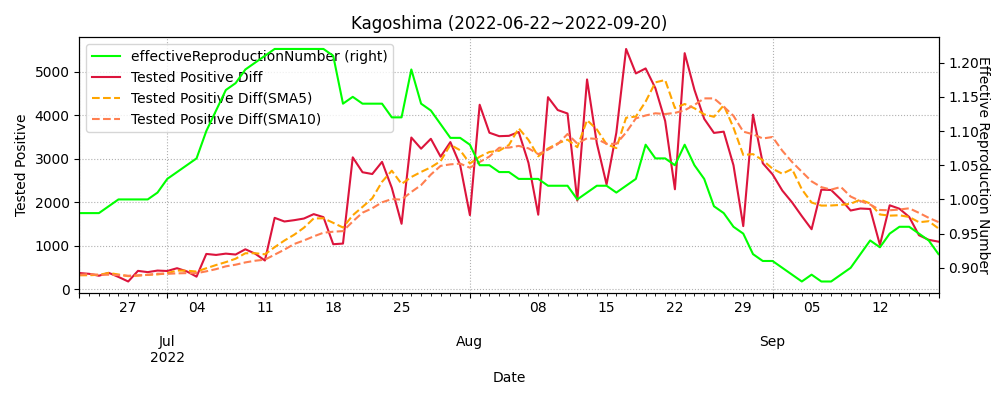 Kagoshima (2022-06-22~2022-09-20)
effectiveReproductionNumber (right)
Tested Positive Diff
Tested Positive Diff(SMA5)
Tested Positive Diff(SMA10)
Tested Positive
5000
4000
3000
2000
1000
0
Effective Reproduction Number
1.20
1.15
1.10
1.05
1.00
0.95
0.90
27 04 11 18 25 08 15 22 29 05 12
Jul Aug Sep
2022
Date